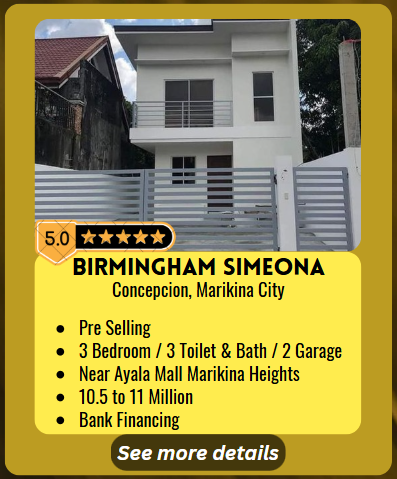 5.0
BIRMINGHAM SIMEONA
Concepcion, Marikina City
• Pre Selling
• 3 Bedroom / 3 Toilet & Bath / 2 Garage
• Near Ayala Mall Marikina Heights
• 10.5 to 11 Million
• Bank Financing
See more details